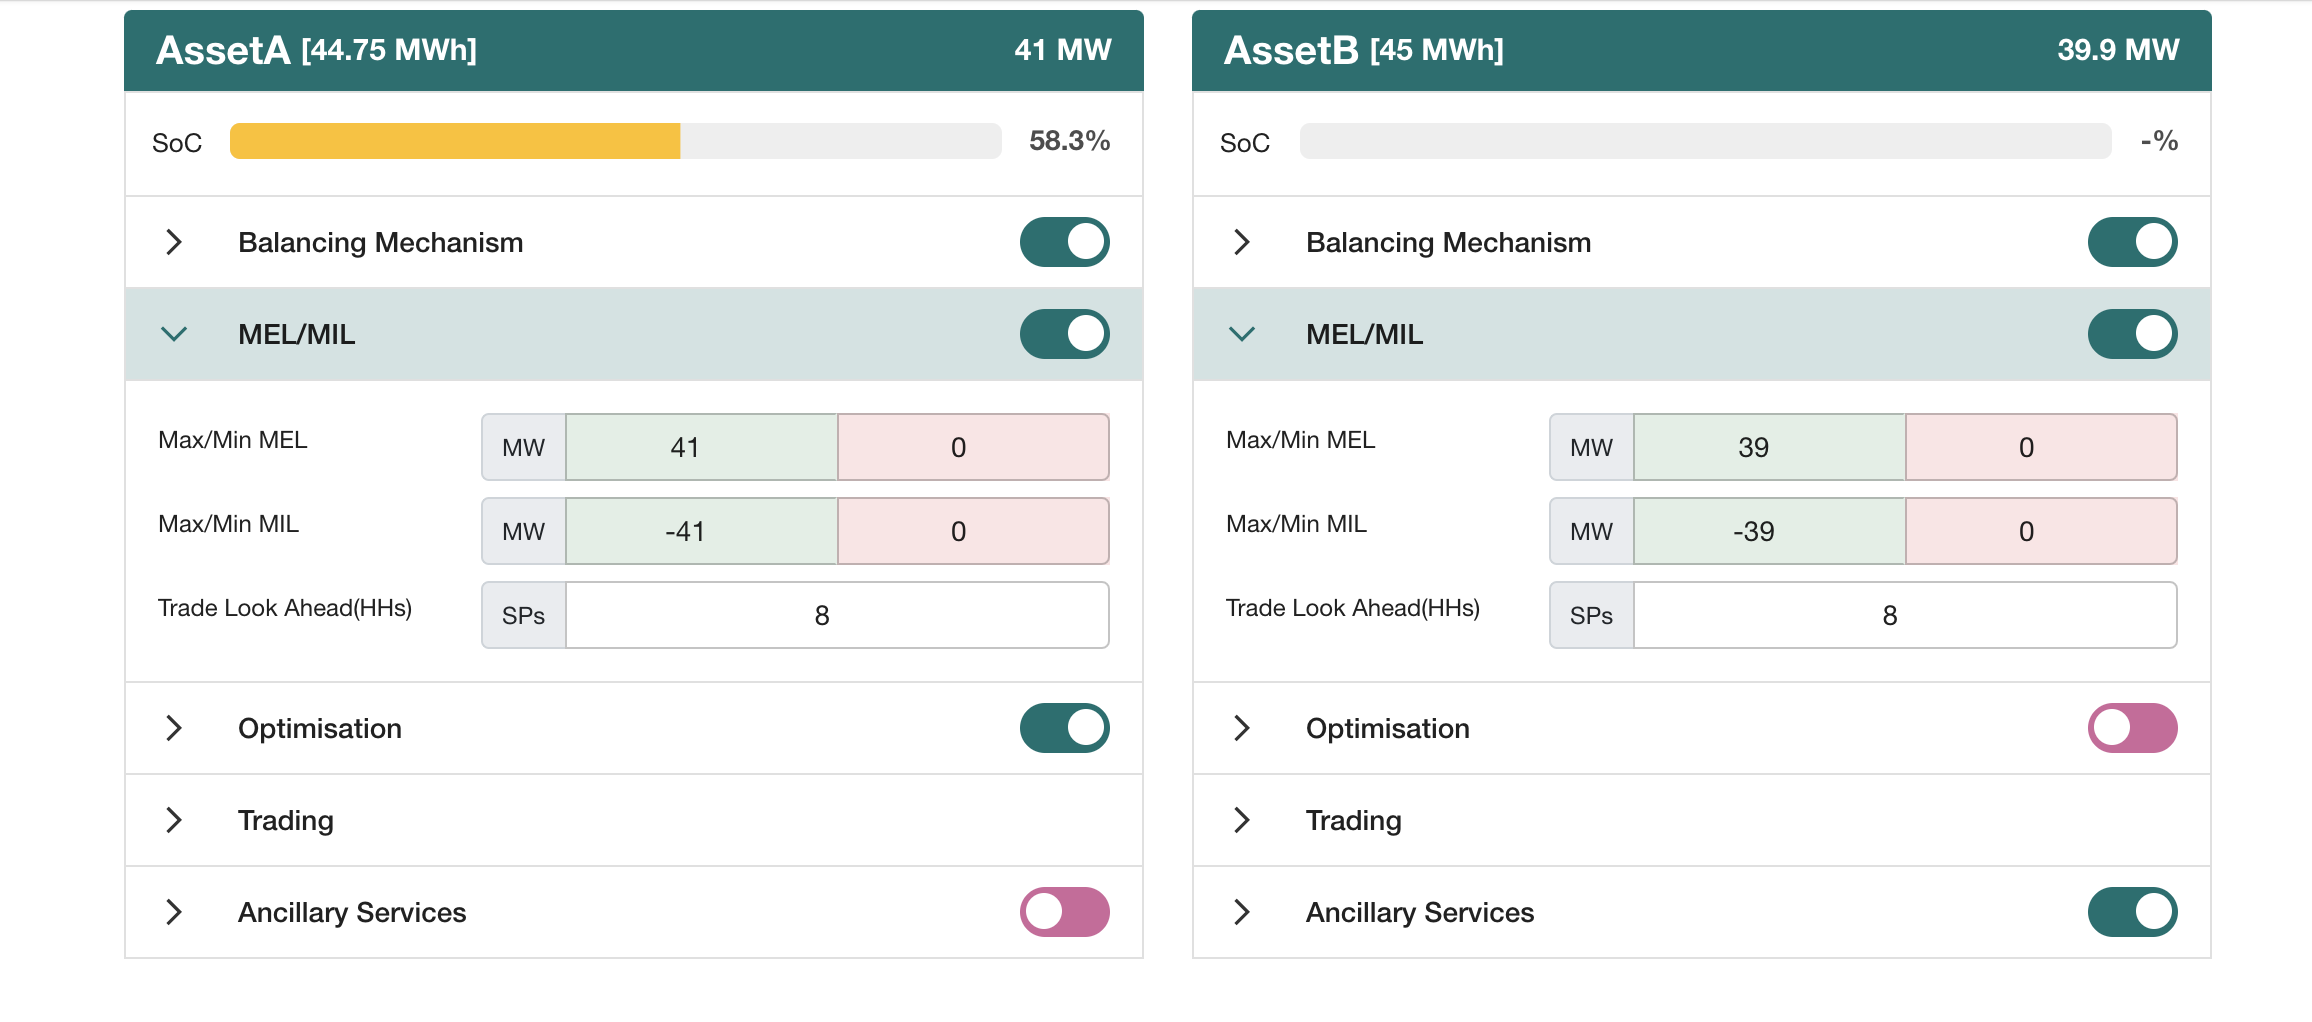 AssetA [44.75 MWh] 41 MW
SoC 58.3%
Balancing Mechanism
MEL/MIL
Max/Min MEL MW 41 0
Max/Min MIL MW -41 0
Trade Look Ahead(HHs) SPs 8
Optimisation
Trading
Ancillary Services
AssetB [45 MWh] 39.9 MW
SoC -%
Balancing Mechanism
MEL/MIL
Max/Min MEL MW 39 0
Max/Min MIL MW -39 0
Trade Look Ahead(HHs) SPs 8
Optimisation
Trading
Ancillary Services